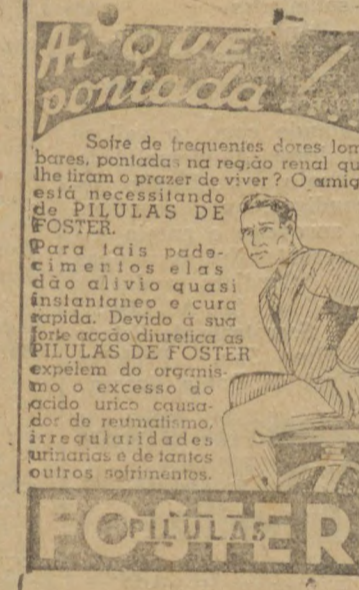 Ai QUE
pontada!
Sofre de frequentes dores lom
bares, pontadas na região renal qu
lhe tiram o prazer de viver? O amig
está necessitando
de PILULAS DE
FOSTER.
Para tais pade-
cimentos elas
dão alivio quasi
instantaneo e cura
rapida. Devido á sua
forte acção diuretica as
PILULAS DE FOSTER
expélem do organis-
mo o excesso do
acido urico causa-
dor de reumatismo,
irregularidades
urinarias e de tantos
outros sofrimentos.
PILULAS
FOSTER